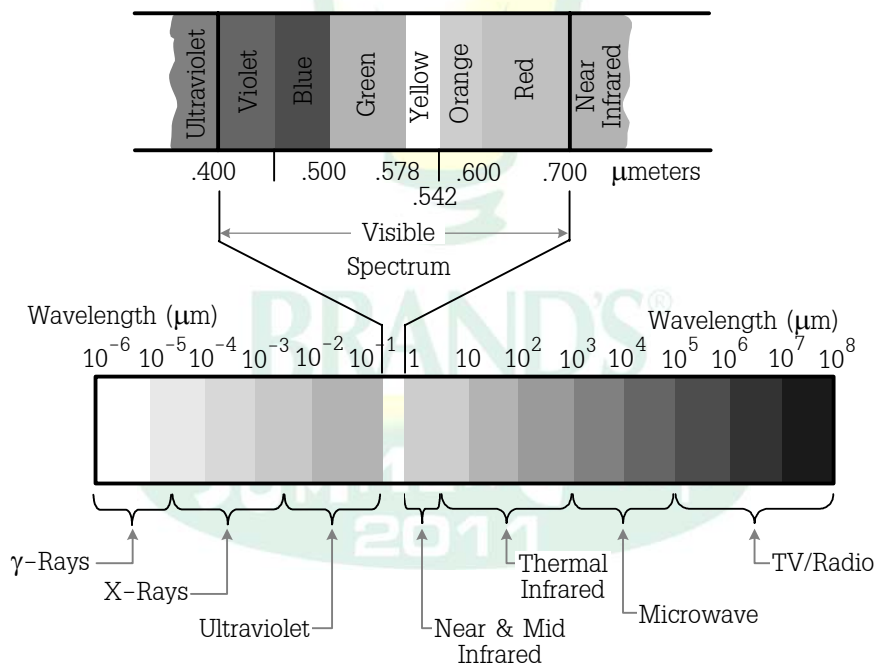 Ultraviolet
Violet
Blue
Green
Yellow
Orange
Red
Near
Infrared
.400 .500 .578 .600 .700 μmeters
.542
Visible
Spectrum
BRAND'S®
Wavelength (μm) Wavelength (μm)
10⁻⁶ 10⁻⁵ 10⁻⁴ 10⁻³ 10⁻² 10⁻¹ 1 10 10² 10³ 10⁴ 10⁵ 10⁶ 10⁷ 10⁸
2011
γ-Rays
X-Rays
Ultraviolet
Near & Mid
Infrared
Thermal
Infrared
Microwave
TV/Radio